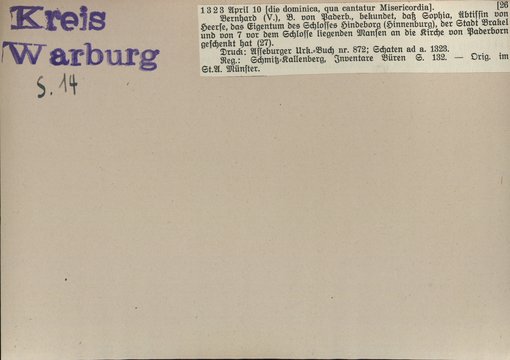 Kreis
Warburg
S. 14
1323 April 10 [die dominica, qua cantatur Misericordia]. [26
Bernhard (V.), B. von Paderb., bekundet, daß Sophia, Äbtissin von
Heerse, das Eigentum des Schlosses Hindeborg (Hinnenburg), der Stadt Brakel
und von 7 vor dem Schlosse liegenden Mansen an die Kirche von Paderborn
geschenkt hat (27).
Druck: Asseburger Urk.-Buch nr. 872; Schaten ad a. 1323.
Reg.: Schmitz-Kallenberg, Inventare Büren S. 132. — Orig. im
St.A. Münster.